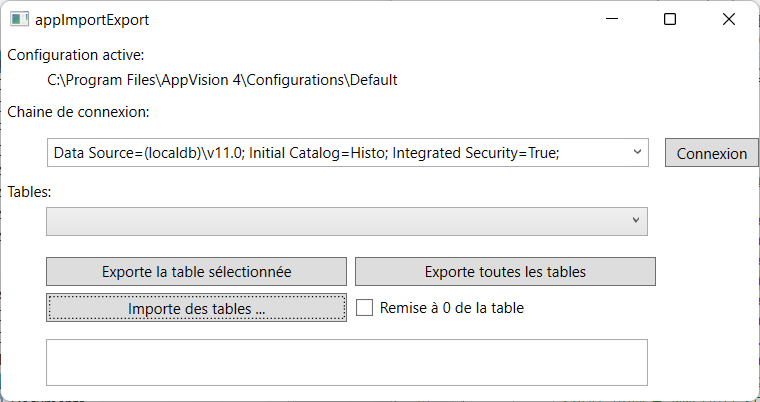 appImportExport
Configuration active:
C:\Program Files\AppVision 4\Configurations\Default
Chaine de connexion:
Data Source=(localdb)\v11.0; Initial Catalog=Histo; Integrated Security=True;
Connexion
Tables:
Exporte la table sélectionnée
Exporte toutes les tables
Importe des tables ...
Remise à 0 de la table